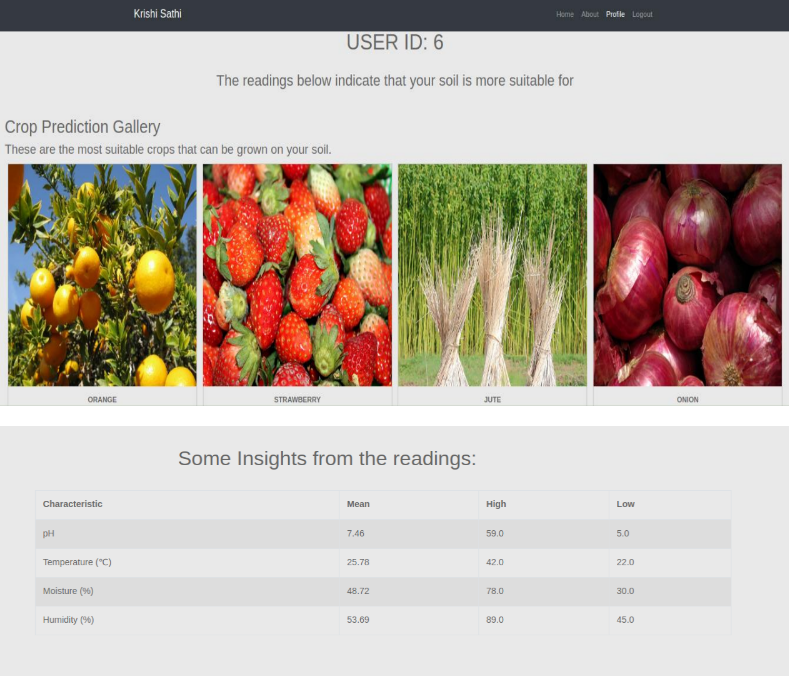 Krishi Sathi Home About Profile Logout
USER ID: 6
The readings below indicate that your soil is more suitable for
Crop Prediction Gallery
These are the most suitable crops that can be grown on your soil.
ORANGE STRAWBERRY JUTE ONION
Some Insights from the readings:
Characteristic Mean High Low
pH 7.46 59.0 5.0
Temperature (℃) 25.78 42.0 22.0
Moisture (%) 48.72 78.0 30.0
Humidity (%) 53.69 89.0 45.0